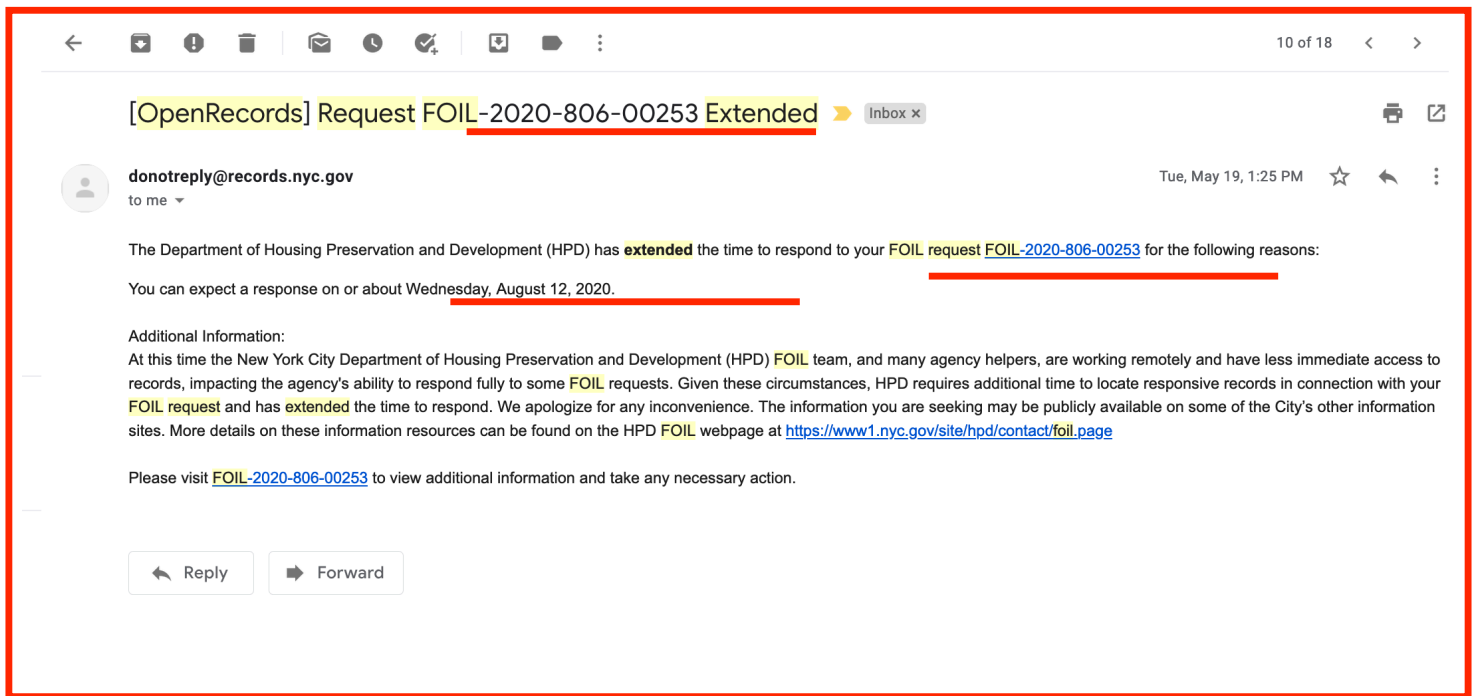 10 of 18
[OpenRecords] Request FOIL-2020-806-00253 Extended Inbox ×
donotreply@records.nyc.gov Tue, May 19, 1:25 PM
to me
The Department of Housing Preservation and Development (HPD) has extended the time to respond to your FOIL request FOIL-2020-806-00253 for the following reasons:
You can expect a response on or about Wednesday, August 12, 2020.
Additional Information:
At this time the New York City Department of Housing Preservation and Development (HPD) FOIL team, and many agency helpers, are working remotely and have less immediate access to
records, impacting the agency's ability to respond fully to some FOIL requests. Given these circumstances, HPD requires additional time to locate responsive records in connection with your
FOIL request and has extended the time to respond. We apologize for any inconvenience. The information you are seeking may be publicly available on some of the City's other information
sites. More details on these information resources can be found on the HPD FOIL webpage at https://www1.nyc.gov/site/hpd/contact/foil.page
Please visit FOIL-2020-806-00253 to view additional information and take any necessary action.
Reply Forward